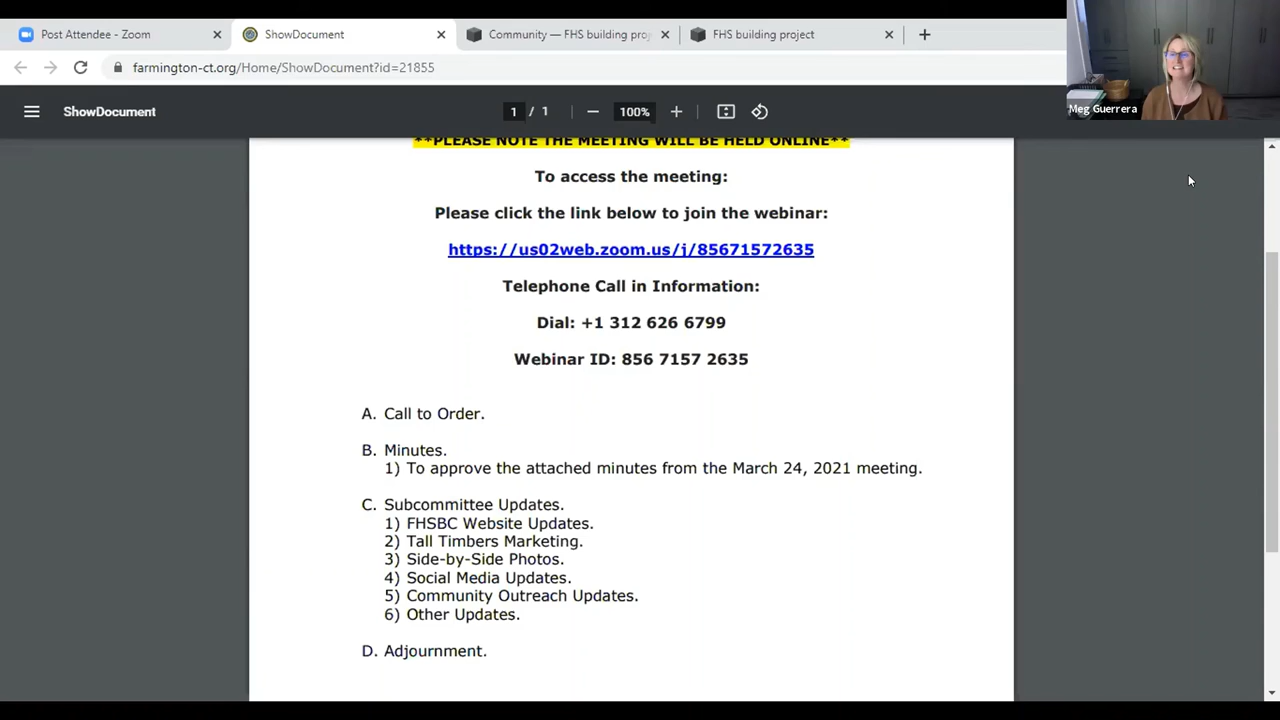 Post Attendee - Zoom
ShowDocument
Community — FHS building proj
FHS building project
farmington-ct.org/Home/ShowDocument?id=21855
Meg Guerrera
ShowDocument
1 / 1
100%
**PLEASE NOTE THE MEETING WILL BE HELD ONLINE**
To access the meeting:
Please click the link below to join the webinar:
https://us02web.zoom.us/j/85671572635
Telephone Call in Information:
Dial: +1 312 626 6799
Webinar ID: 856 7157 2635
A. Call to Order.
B. Minutes.
1) To approve the attached minutes from the March 24, 2021 meeting.
C. Subcommittee Updates.
1) FHSBC Website Updates.
2) Tall Timbers Marketing.
3) Side-by-Side Photos.
4) Social Media Updates.
5) Community Outreach Updates.
6) Other Updates.
D. Adjournment.